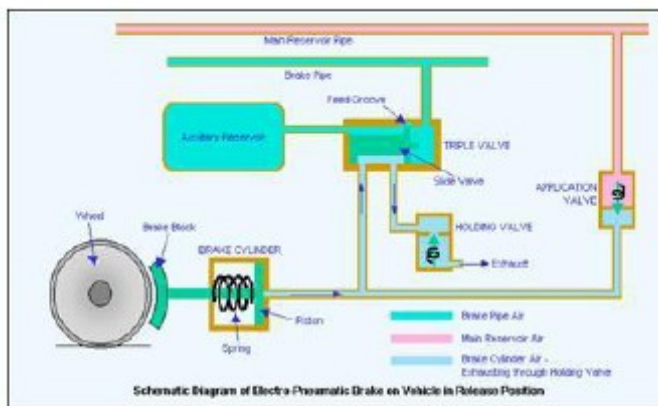 Main Reservoir Pipe
Brake Pipe
Feed Groove
Auxiliary Reservoir
TRIPLE VALVE
Slide Valve
APPLICATION
VALVE
Wheel
Brake Block
HOLDING VALVE
BRAKE CYLINDER
Exhaust
Piston
Spring
Brake Pipe Air
Main Reservoir Air
Brake Cylinder Air -
Exhausting through Holding Valve
Schematic Diagram of Electro-Pneumatic Brake on Vehicle in Release Position